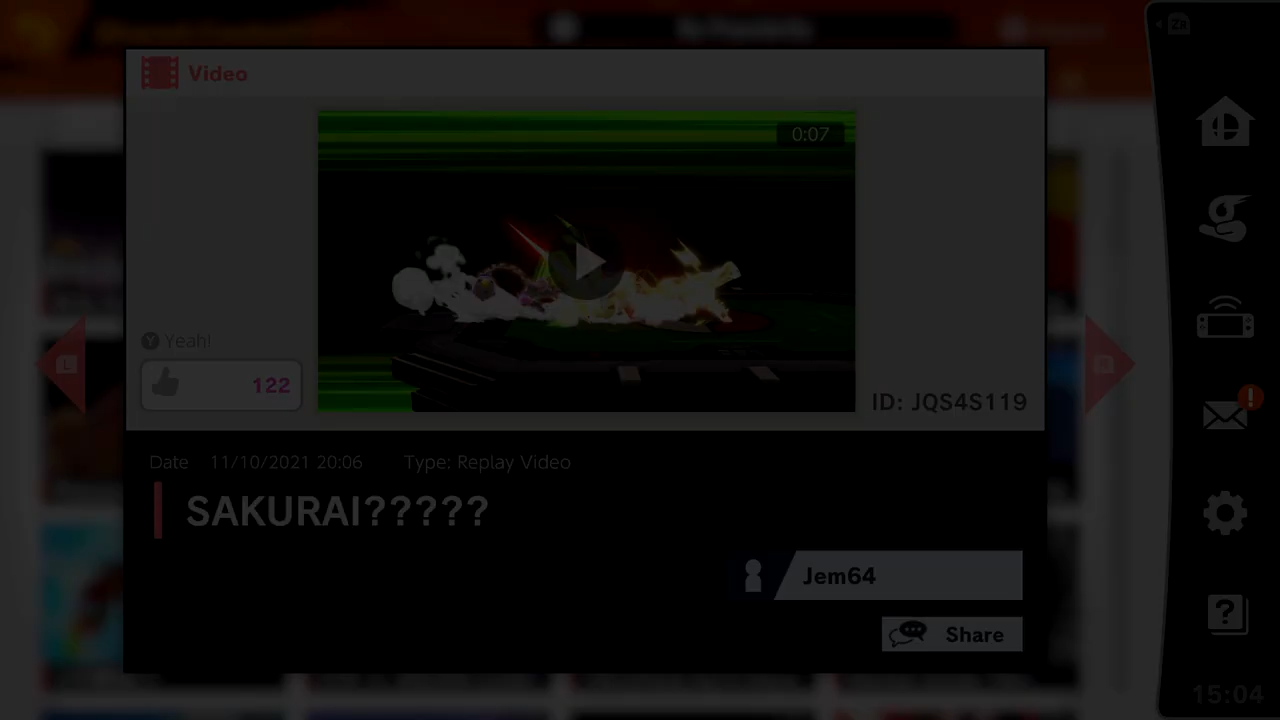 ZR
Video
0:07
Y Yeah!
122
L
R
ID: JQS4S119
Date 11/10/2021 20:06 Type: Replay Video
SAKURAI?????
Jem64
Share
15:04